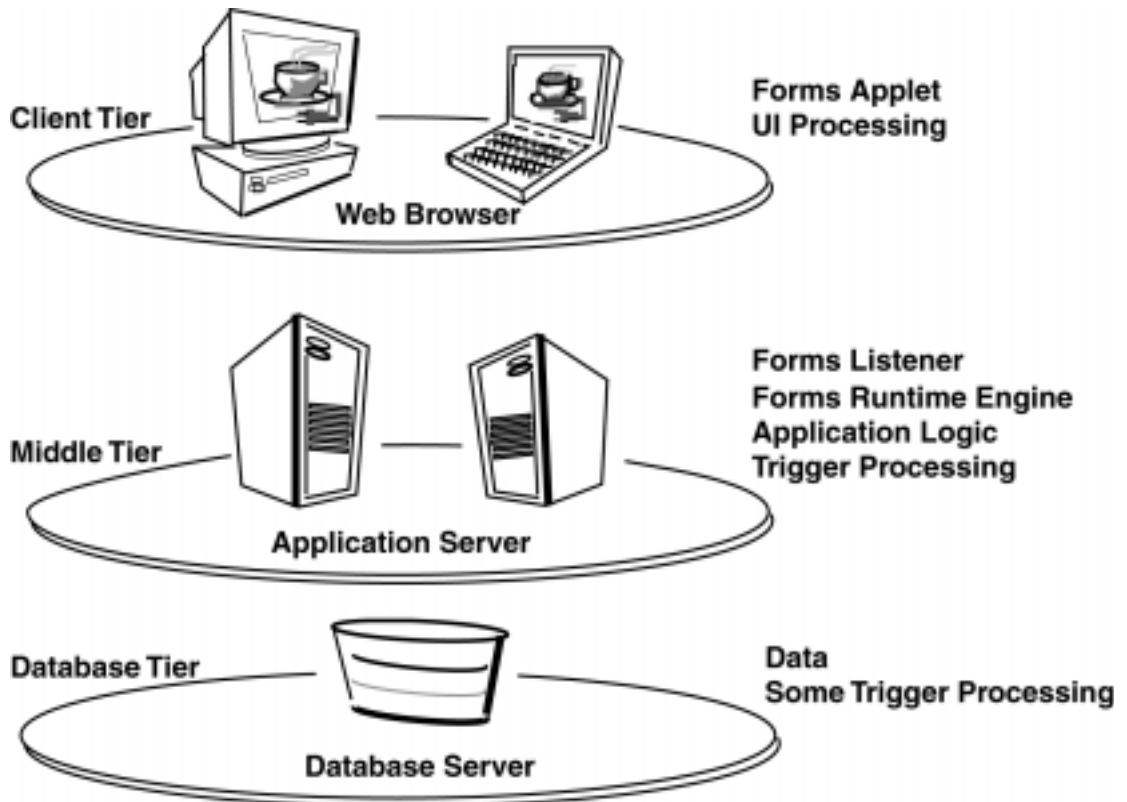 Client Tier
Forms Applet
UI Processing
Web Browser
Middle Tier
Forms Listener
Forms Runtime Engine
Application Logic
Trigger Processing
Application Server
Database Tier
Data
Some Trigger Processing
Database Server